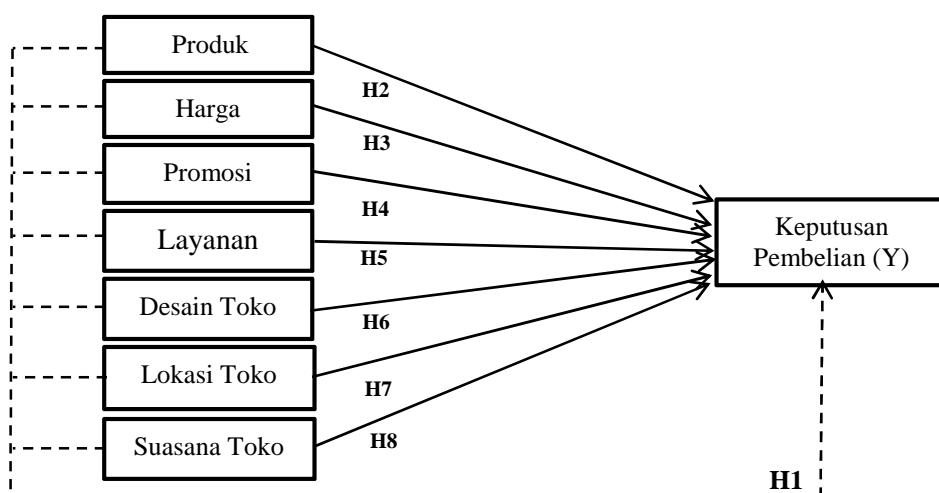 Produk
H2
Harga
H3
Promosi
H4
Layanan
H5
Desain Toko
H6
Lokasi Toko
H7
Suasana Toko
H8
Keputusan
Pembelian (Y)
H1